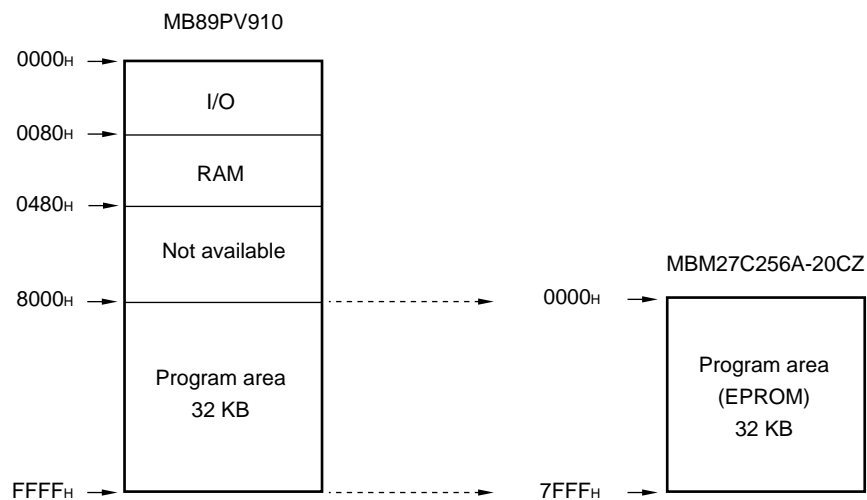 MB89PV910
0000H
I/O
0080H
RAM
0480H
Not available
8000H
Program area
32 KB
FFFFH
MBM27C256A-20CZ
0000H
Program area
(EPROM)
32 KB
7FFFH